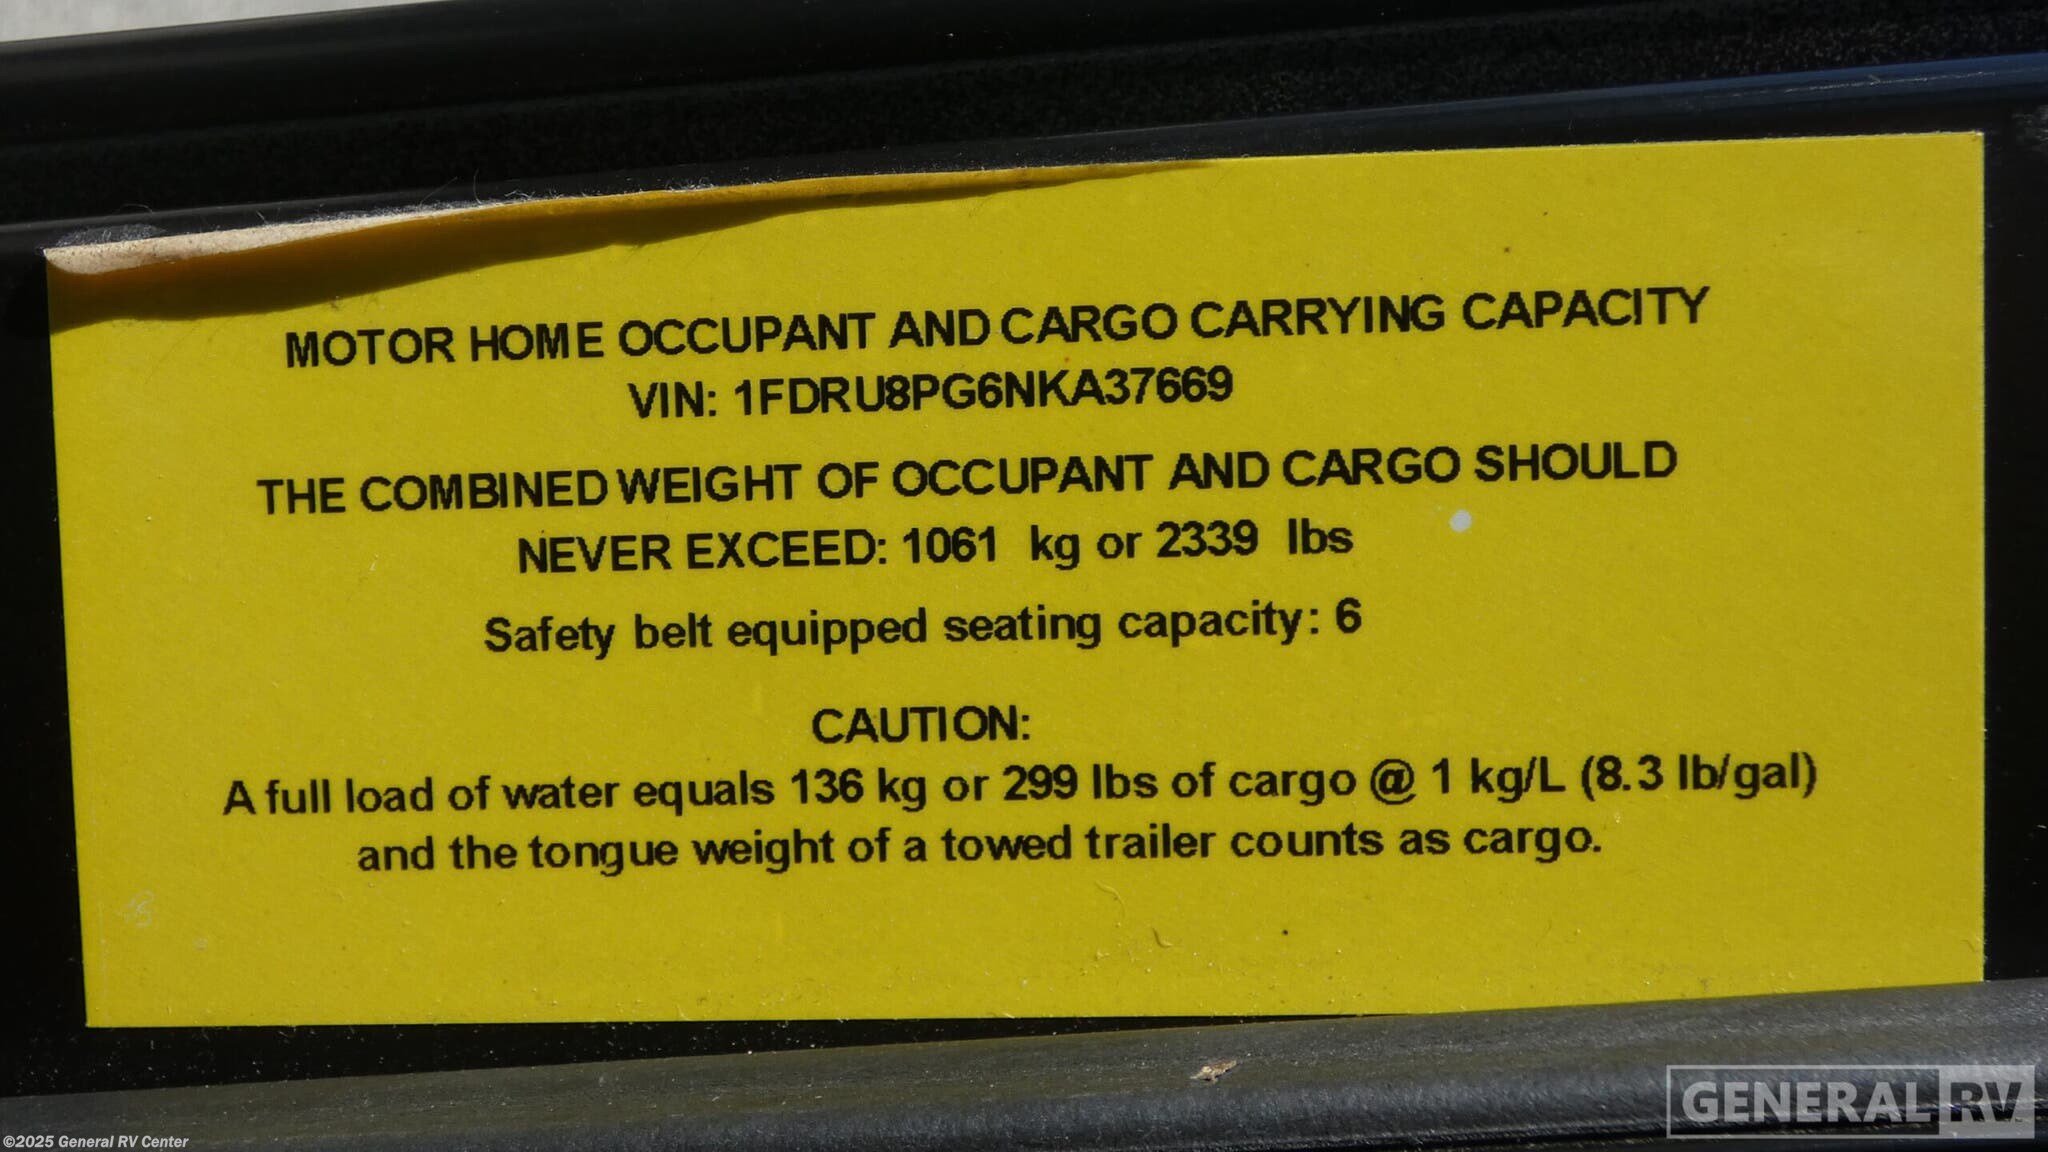 MOTOR HOME OCCUPANT AND CARGO CARRYING CAPACITY
VIN: 1FDRU8PG6NKA37669
THE COMBINED WEIGHT OF OCCUPANT AND CARGO SHOULD
NEVER EXCEED: 1061 kg or 2339 lbs
Safety belt equipped seating capacity: 6
CAUTION:
A full load of water equals 136 kg or 299 lbs of cargo @ 1 kg/L (8.3 lb/gal)
and the tongue weight of a towed trailer counts as cargo.
GENERAL RV
©2025 General RV Center